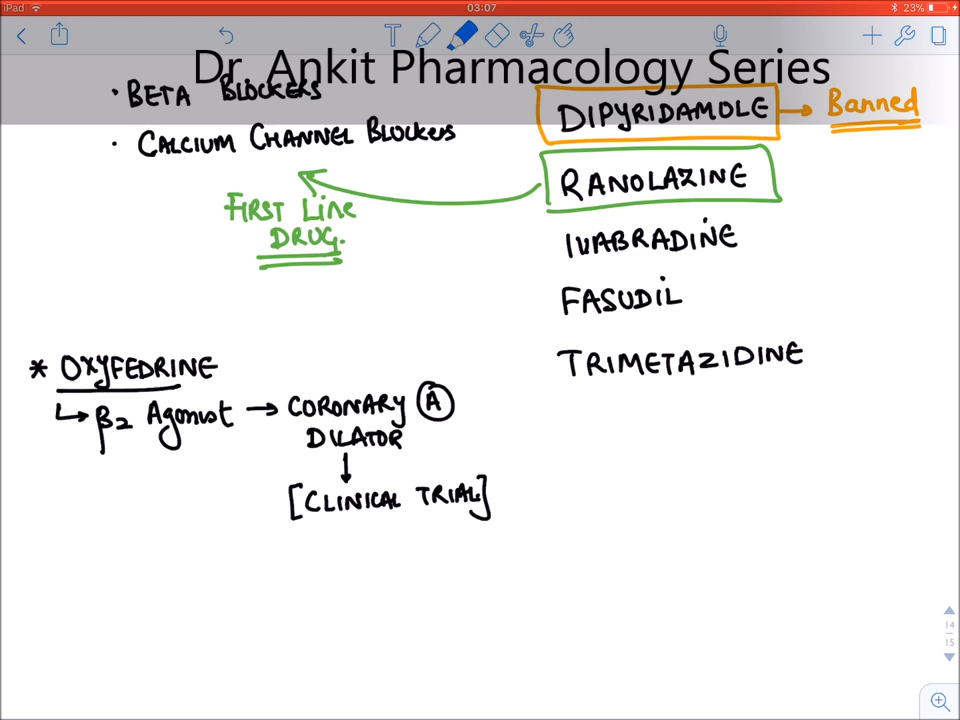 iPad
03:07
23%
T
Dr. Ankit Pharmacology Series
• BETA BLOCKERS
• CALCIUM CHANNEL BLOCKERS
FIRST LINE
DRUG.
DIPYRIDAMOLE → Banned
RANOLAZINE
IVABRADINE
FASUDIL
TRIMETAZIDINE
* OXYFEDRINE
↳ β2 Agonist → CORONARY Ⓐ
DILATOR
↓
[CLINICAL TRIAL]
14
15